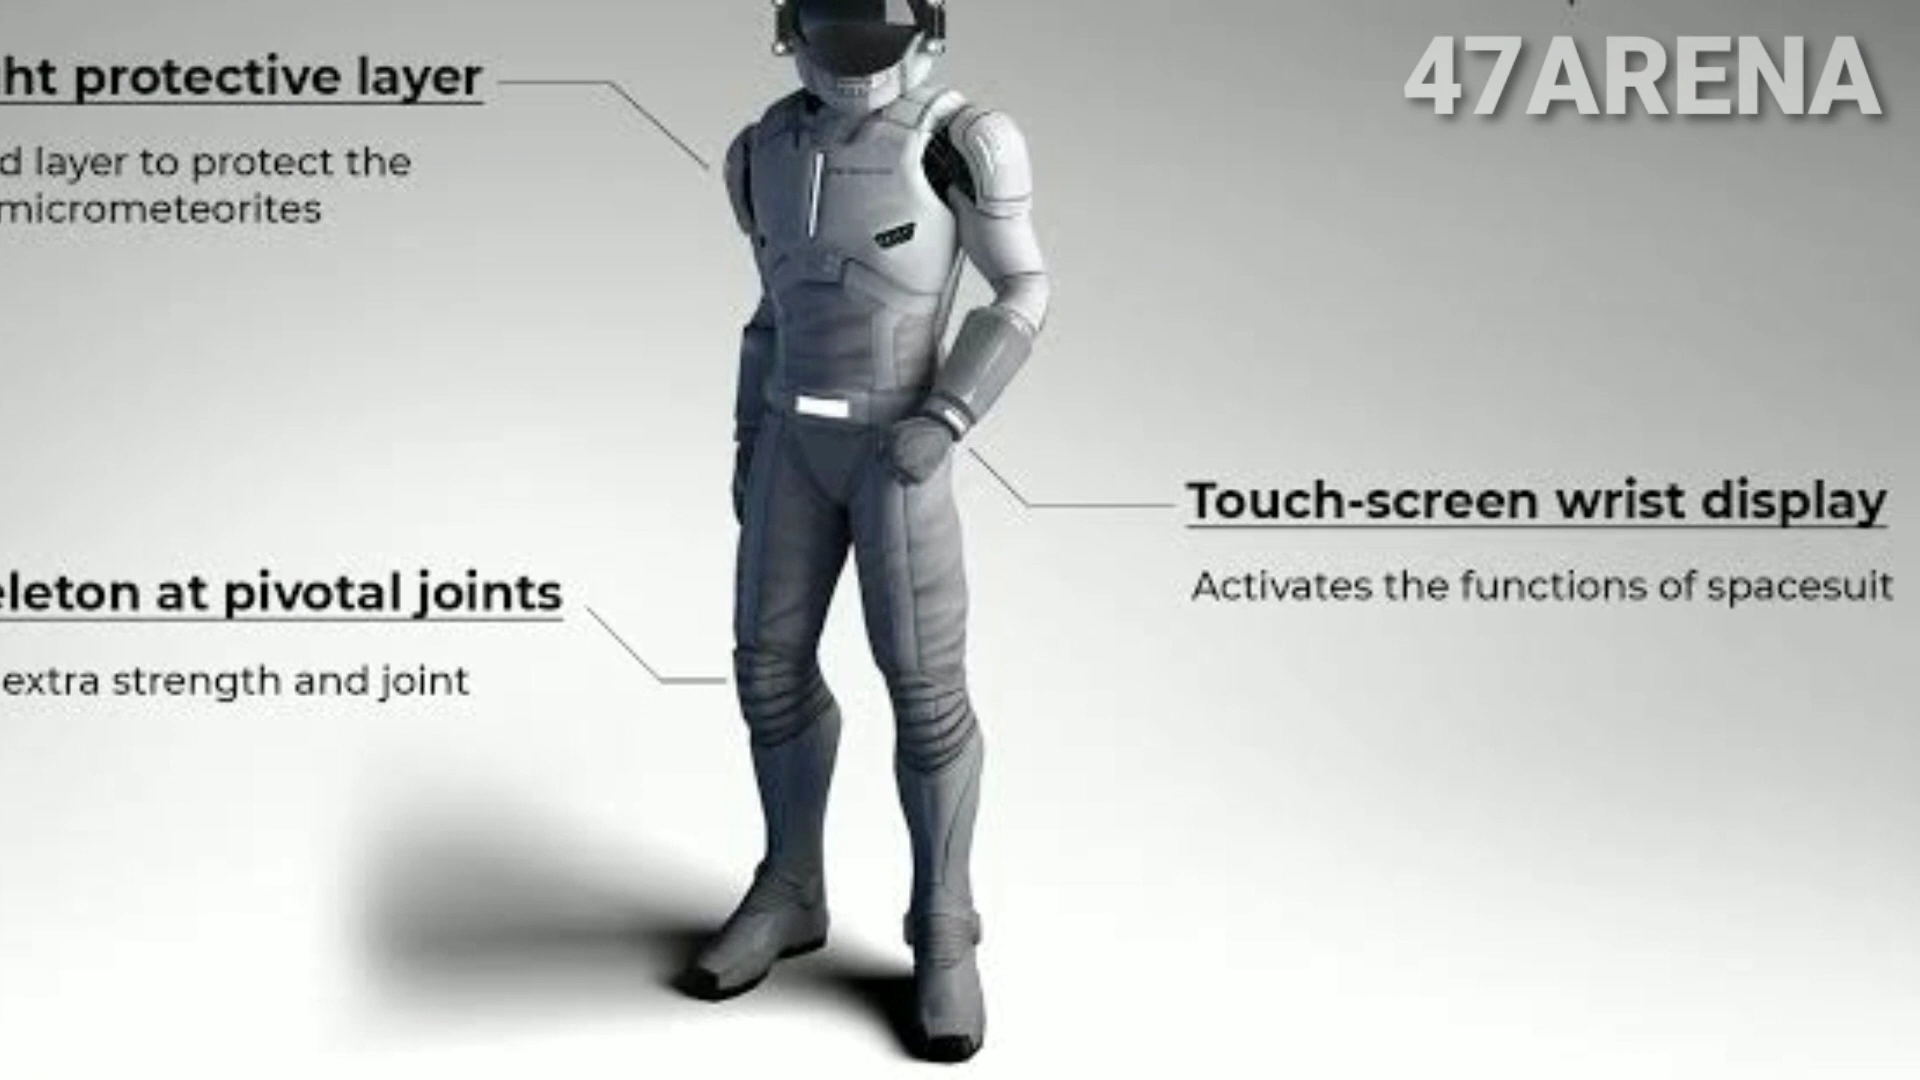 47ARENA
ht protective layer
d layer to protect the
micrometeorites
Touch-screen wrist display
Activates the functions of spacesuit
eleton at pivotal joints
extra strength and joint